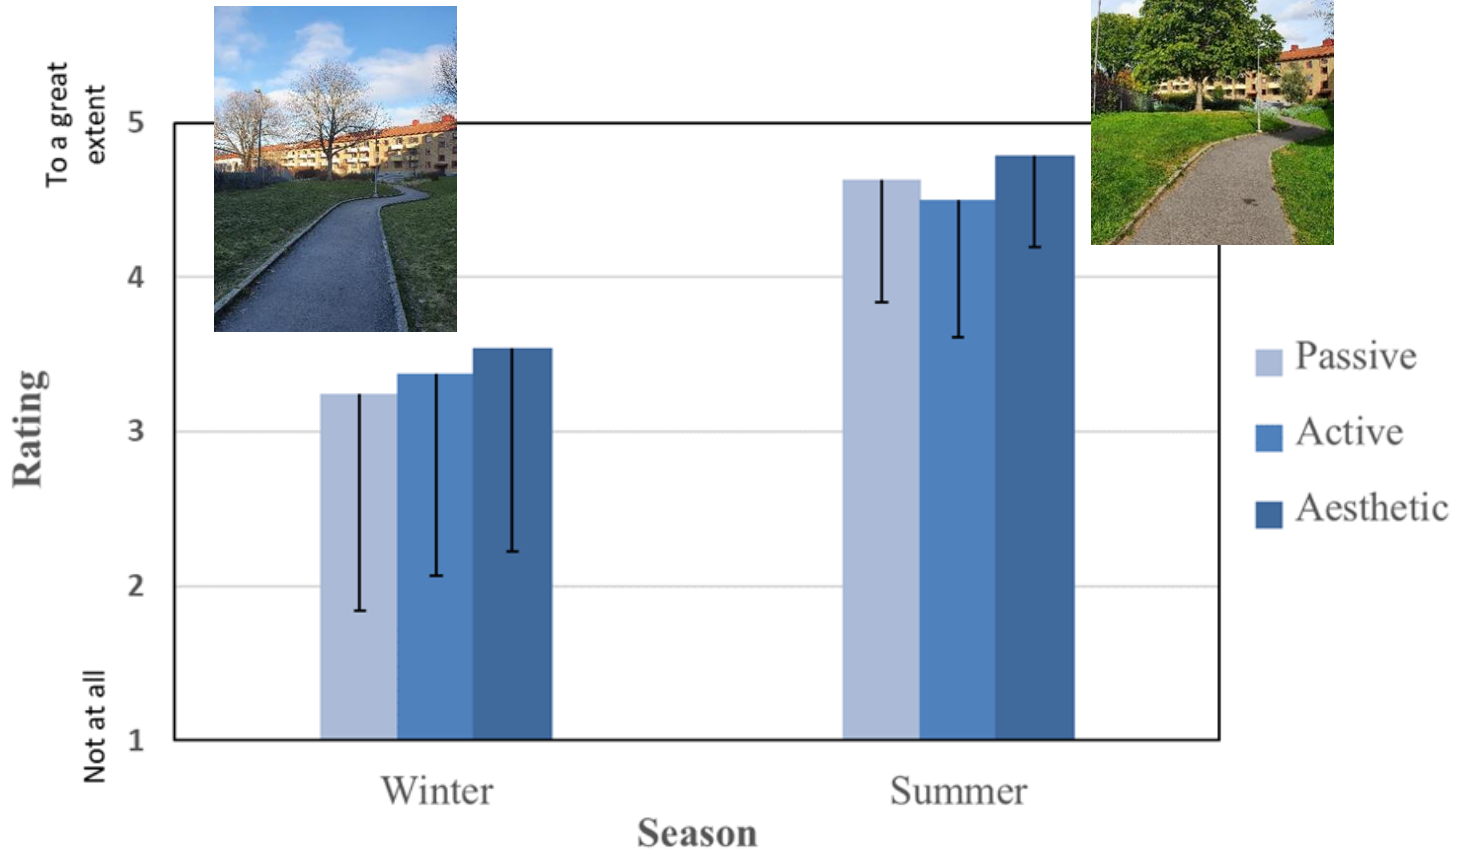 To a great
extent
5
4
3
2
1
Not at all
Rating
Winter
Summer
Season
Passive
Active
Aesthetic